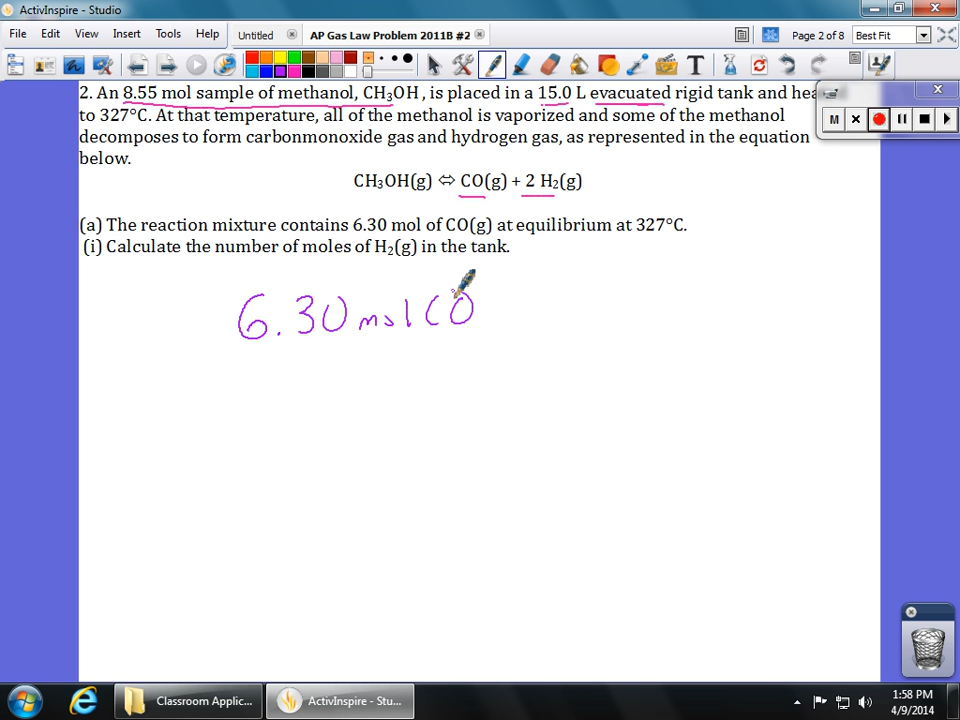 ActivInspire - Studio
File Edit View Insert Tools Help Untitled AP Gas Law Problem 2011B #2 Page 2 of 8 Best Fit
2. An 8.55 mol sample of methanol, CH₃OH, is placed in a 15.0 L evacuated rigid tank and hea
to 327°C. At that temperature, all of the methanol is vaporized and some of the methanol
decomposes to form carbonmonoxide gas and hydrogen gas, as represented in the equation
below.
CH₃OH(g) ⇔ CO(g) + 2 H₂(g)
(a) The reaction mixture contains 6.30 mol of CO(g) at equilibrium at 327°C.
(i) Calculate the number of moles of H₂(g) in the tank.
6.30 mol CO
Classroom Applic... ActivInspire - Stu... 1:58 PM
4/9/2014